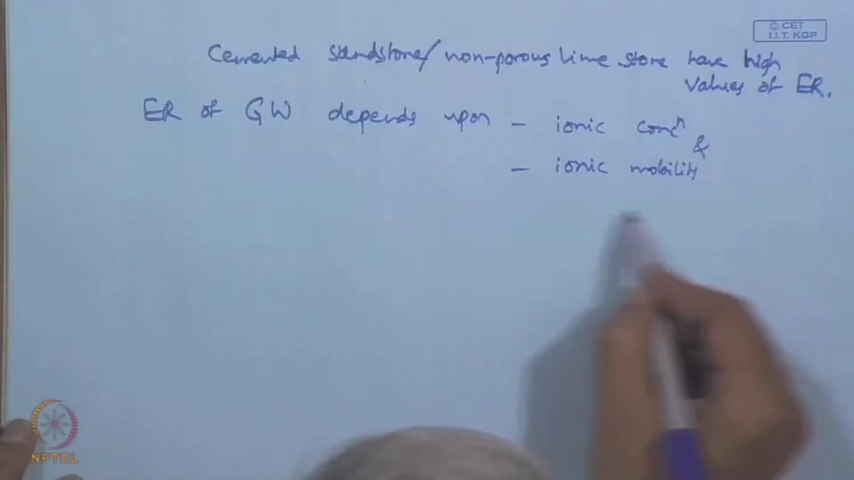 © CET
I.I.T. KGP
Cemented sandstone/non-porous lime stone have high
values of ER.
ER of GW depends upon - ionic concⁿ &
- ionic mobility
NPTEL